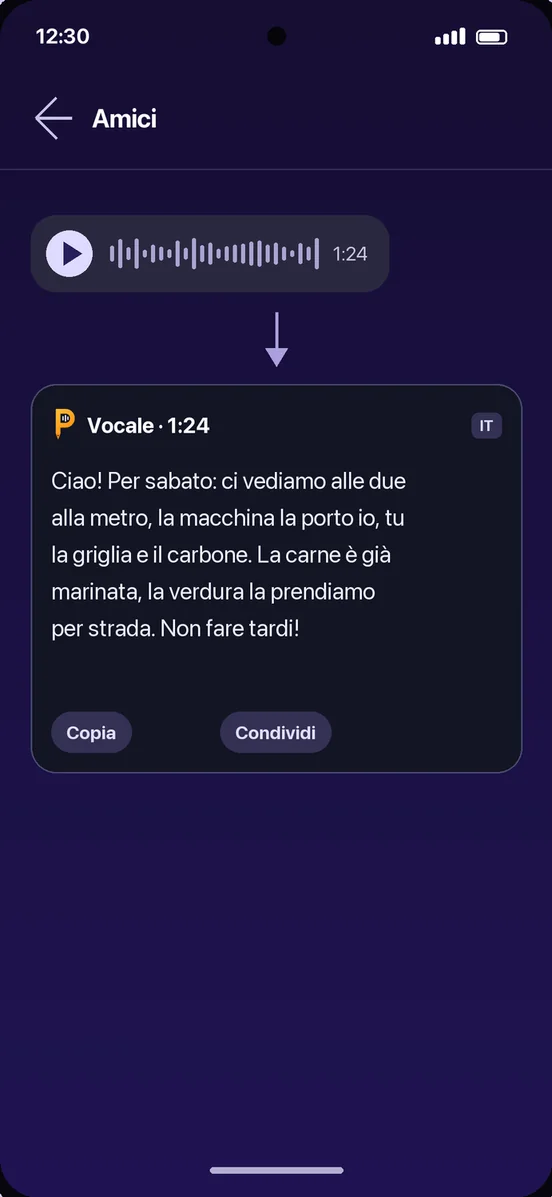 12:30
Amici
1:24
Vocale · 1:24
IT
Ciao! Per sabato: ci vediamo alle due
alla metro, la macchina la porto io, tu
la griglia e il carbone. La carne è già
marinata, la verdura la prendiamo
per strada. Non fare tardi!
Copia
Condividi